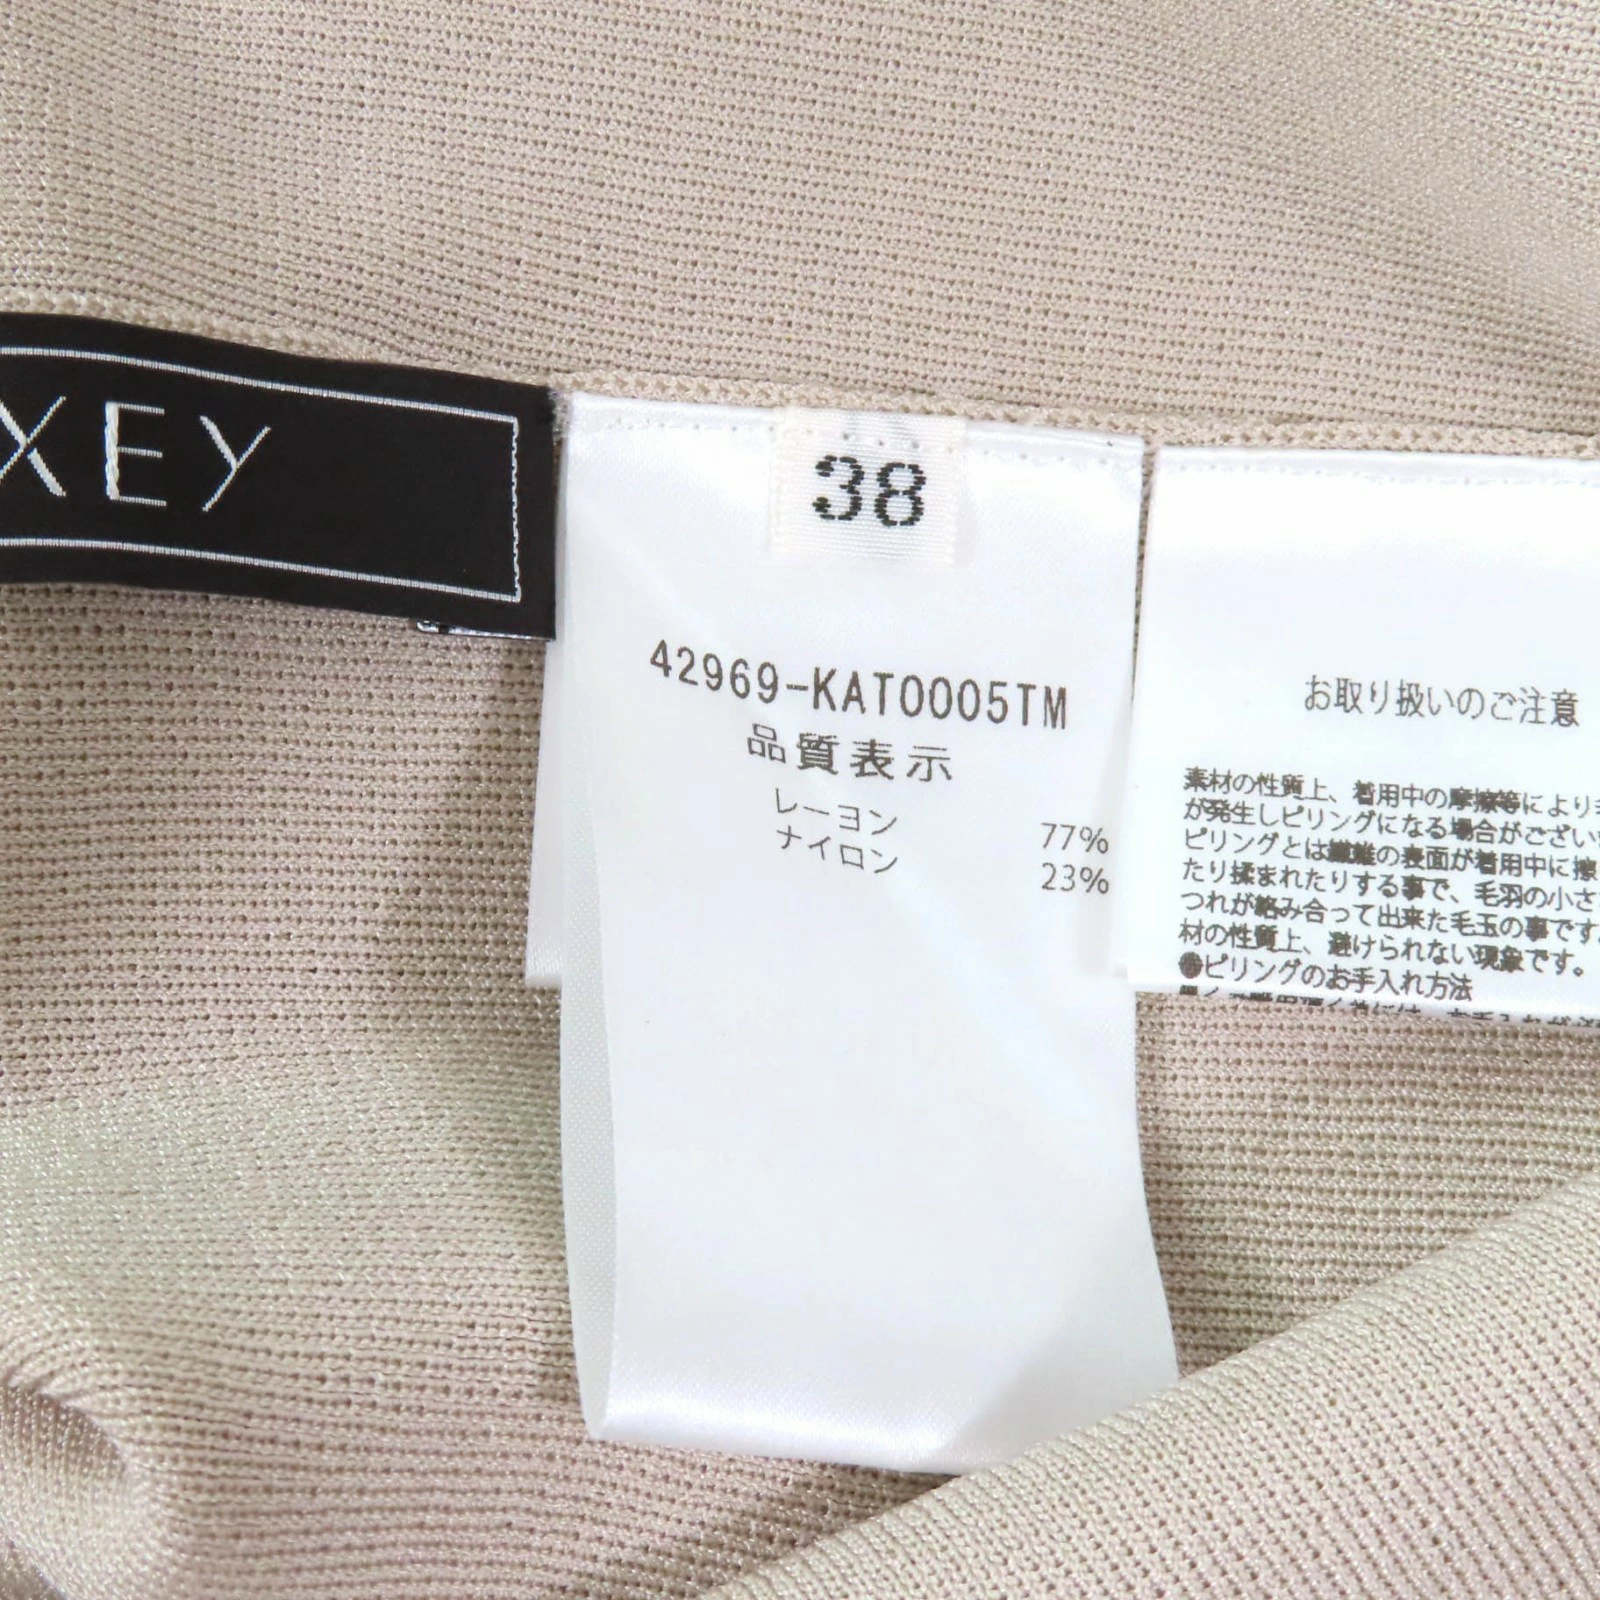 XEY
38
42969-KAT0005TM
品質表示
レーヨン 77%
ナイロン 23%
お取り扱いのご注意
素材の性質上、着用中の摩擦等により
が発生しピリングになる場合がござい
ピリングとは繊維の表面が着用中に擦
たり揉まれたりする事で、毛羽の小さ
つれが絡み合って出来た毛玉の事です。
材の性質上、避けられない現象です。
●ピリングのお手入れ方法